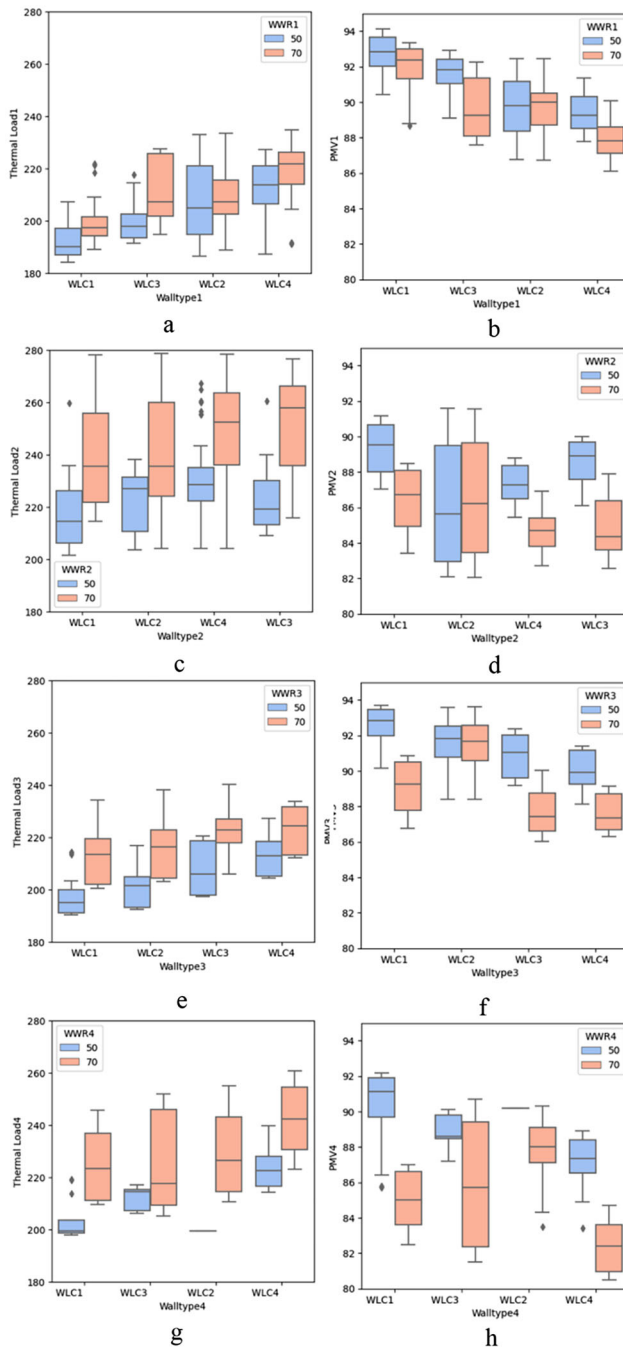 280
WWR1
50
70
260
240
220
200
180
Thermal Load1
WLC1 WLC3 WLC2 WLC4
Walltype1
a
94
WWR1
50
70
92
90
88
86
84
82
80
PMV1
WLC1 WLC3 WLC2 WLC4
Walltype1
b
280
260
240
220
200
180
Thermal Load2
WWR2
50
70
WLC1 WLC2 WLC4 WLC3
Walltype2
c
94
WWR2
50
70
92
90
88
86
84
82
80
PMV2
WLC1 WLC2 WLC4 WLC3
Walltype2
d
280
WWR3
50
70
260
240
220
200
180
Thermal Load3
WLC1 WLC2 WLC3 WLC4
Walltype3
e
94
WWR3
50
70
92
90
88
86
84
82
80
PMV3
WLC1 WLC2 WLC3 WLC4
Walltype3
f
280
WWR4
50
70
260
240
220
200
180
Thermal Load4
WLC1 WLC3 WLC2 WLC4
Walltype4
g
94
WWR4
50
70
92
90
88
86
84
82
80
PMV4
WLC1 WLC3 WLC2 WLC4
Walltype4
h